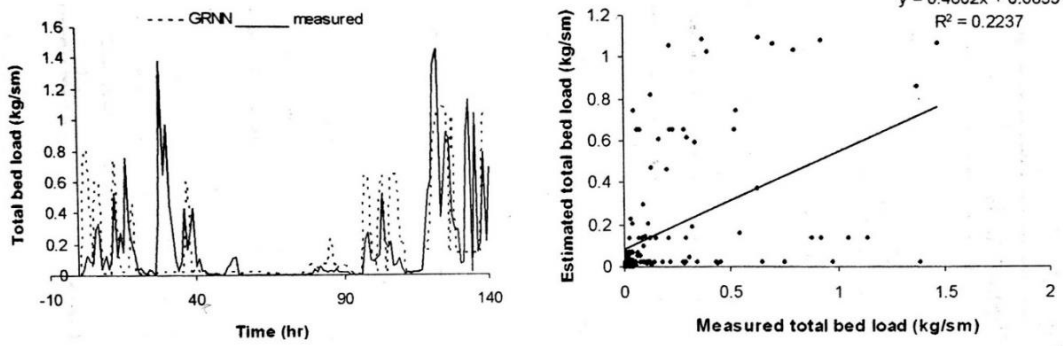 GRNN measured
Total bed load (kg/sm)
1.6
1.4
1.2
1
0.8
0.6
0.4
0.2
0
-10 40 90 140
Time (hr)
R² = 0.2237
Estimated total bed load (kg/sm)
1.2
1
0.8
0.6
0.4
0.2
0
0 0.5 1 1.5 2
Measured total bed load (kg/sm)